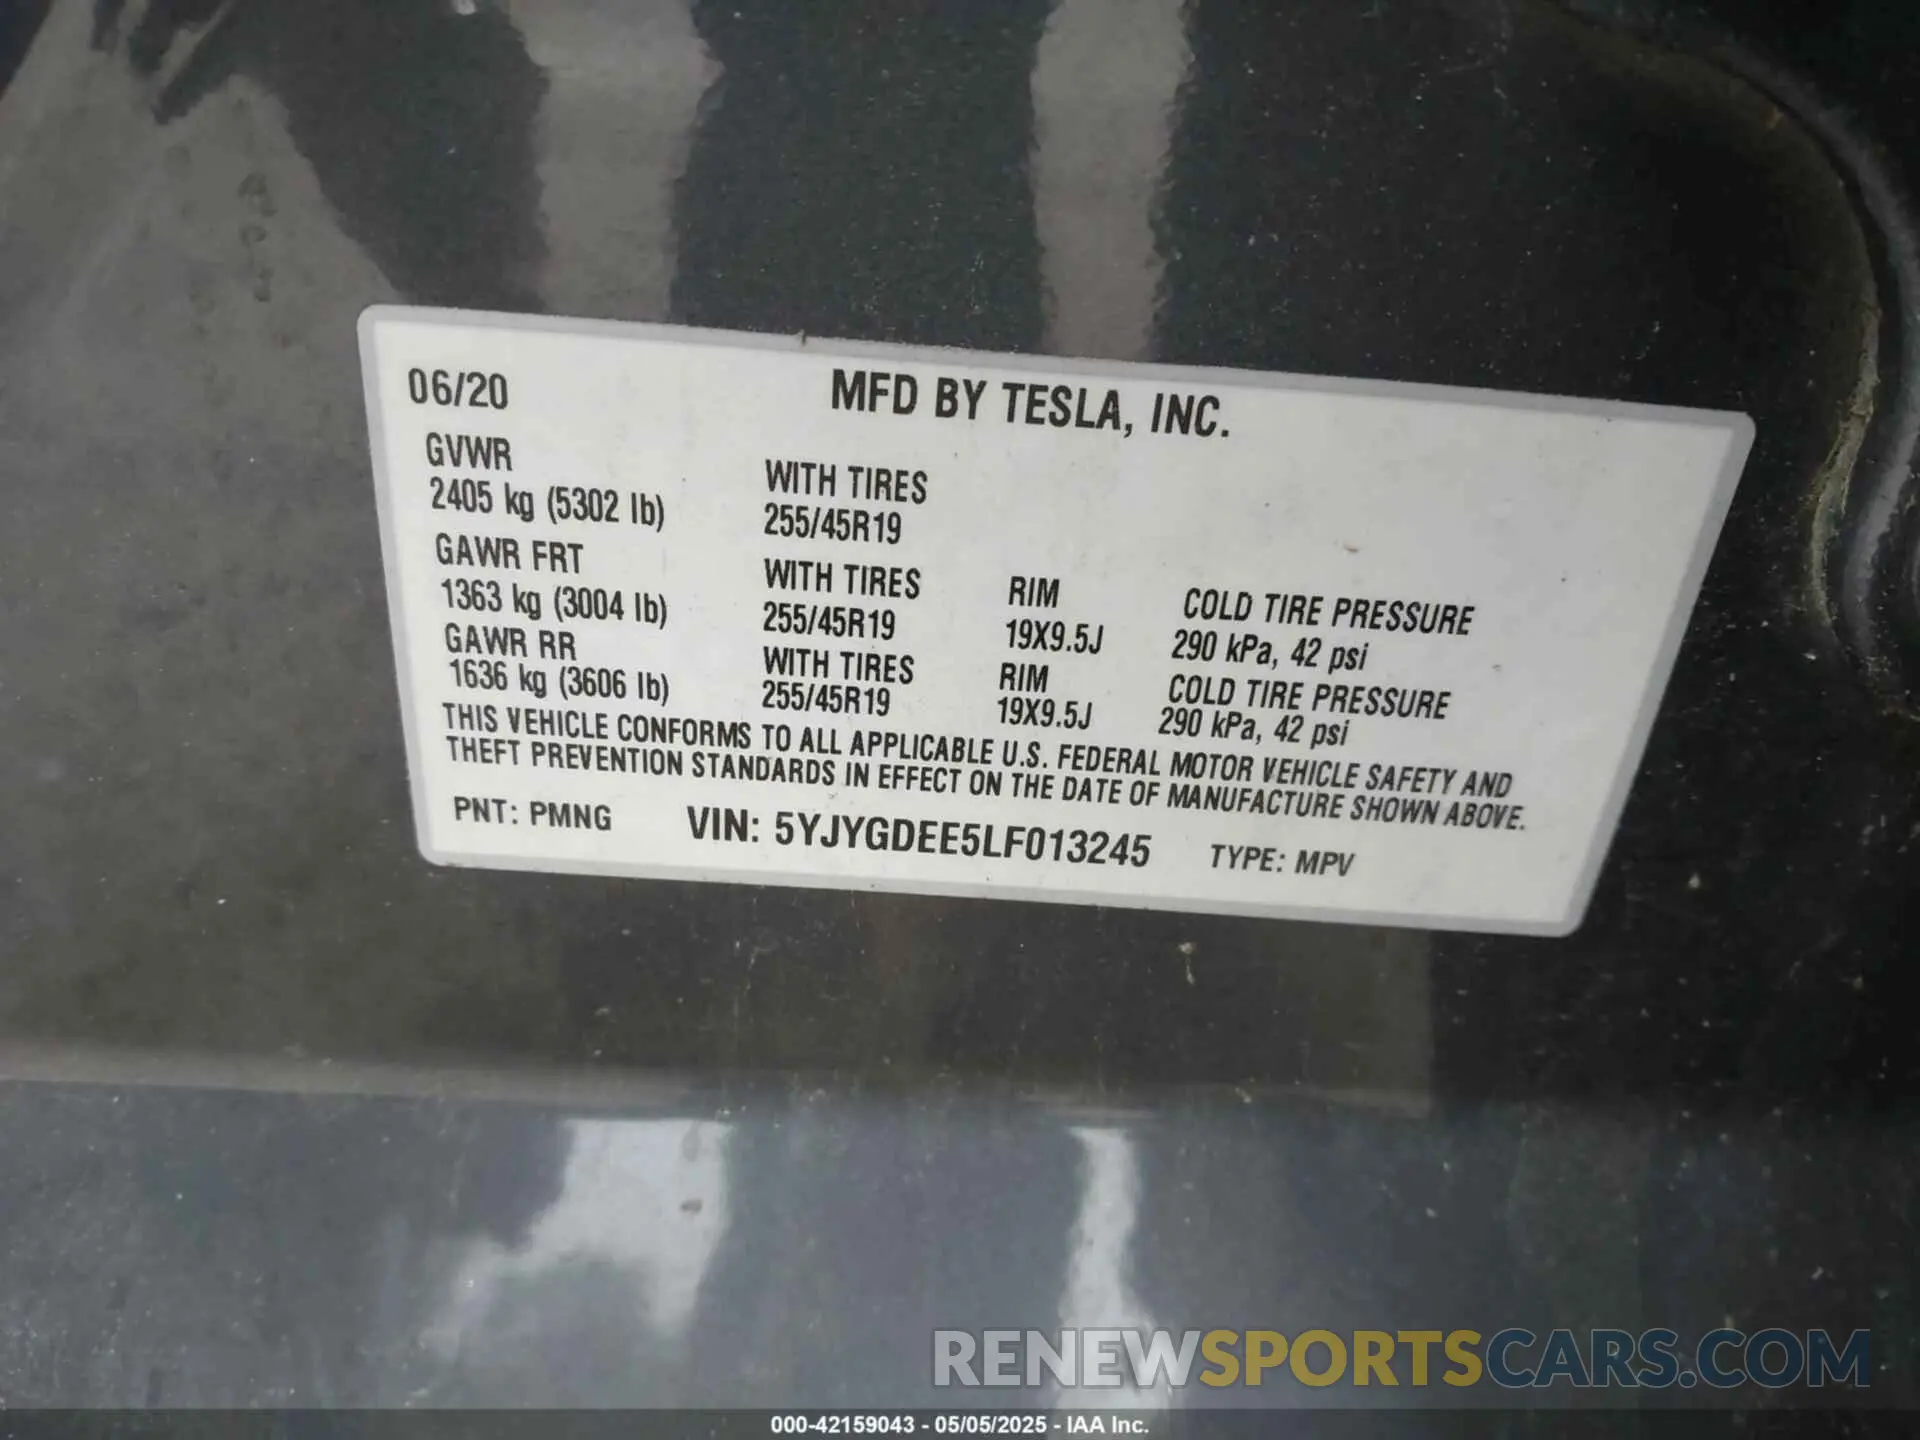 06/20
MFD BY TESLA, INC.
GVWR
2405 kg (5302 lb)
WITH TIRES
255/45R19
GAWR FRT
1363 kg (3004 lb)
WITH TIRES
255/45R19
RIM
19X9.5J
COLD TIRE PRESSURE
290 kPa, 42 psi
GAWR RR
1636 kg (3606 lb)
WITH TIRES
255/45R19
RIM
19X9.5J
COLD TIRE PRESSURE
290 kPa, 42 psi
THIS VEHICLE CONFORMS TO ALL APPLICABLE U.S. FEDERAL MOTOR VEHICLE SAFETY AND
THEFT PREVENTION STANDARDS IN EFFECT ON THE DATE OF MANUFACTURE SHOWN ABOVE.
PNT: PMNG
VIN: 5YJYGDEE5LF013245
TYPE: MPV
RENEWSPORTSCARS.COM
000-42159043 - 05/05/2025 - IAA Inc.